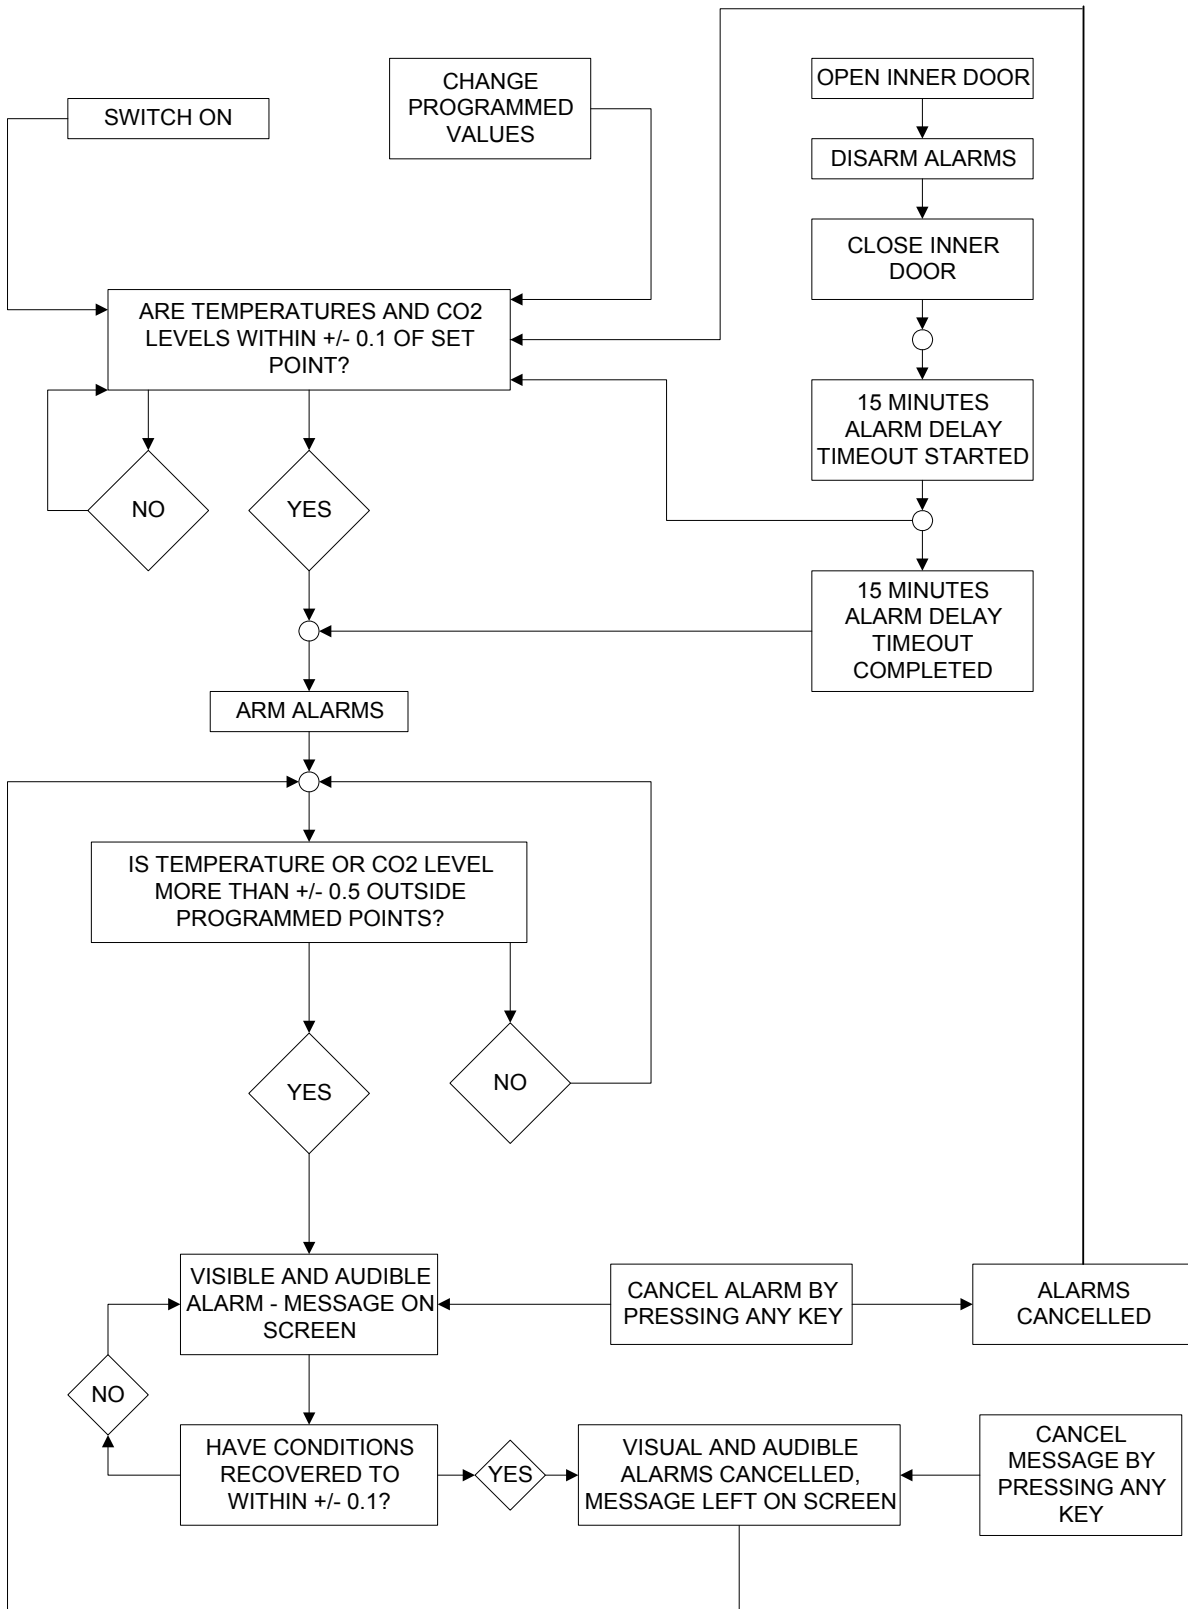 OPEN INNER DOOR
CHANGE
PROGRAMMED
VALUES
SWITCH ON
DISARM ALARMS
CLOSE INNER
DOOR
ARE TEMPERATURES AND CO2
LEVELS WITHIN +/- 0.1 OF SET
POINT?
15 MINUTES
ALARM DELAY
TIMEOUT STARTED
NO
YES
15 MINUTES
ALARM DELAY
TIMEOUT
COMPLETED
ARM ALARMS
IS TEMPERATURE OR CO2 LEVEL
MORE THAN +/- 0.5 OUTSIDE
PROGRAMMED POINTS?
YES
NO
VISIBLE AND AUDIBLE
ALARM - MESSAGE ON
SCREEN
CANCEL ALARM BY
PRESSING ANY KEY
ALARMS
CANCELLED
NO
HAVE CONDITIONS
RECOVERED TO
WITHIN +/- 0.1?
YES
VISUAL AND AUDIBLE
ALARMS CANCELLED,
MESSAGE LEFT ON SCREEN
CANCEL
MESSAGE BY
PRESSING ANY
KEY